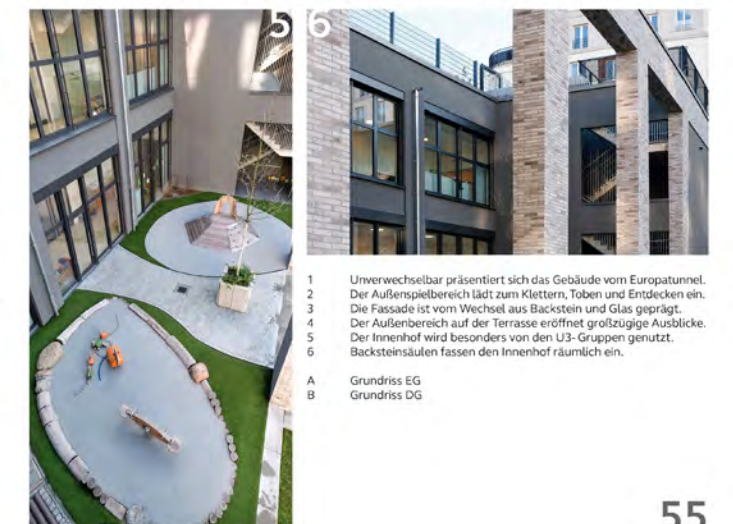 5 6
1 Unverwechselbar präsentiert sich das Gebäude vom Europatunnel.
2 Der Außenspielbereich lädt zum Klettern, Toben und Entdecken ein.
3 Die Fassade ist vom Wechsel aus Backstein und Glas geprägt.
4 Der Außenbereich auf der Terrasse eröffnet großzügige Ausblicke.
5 Der Innenhof wird besonders von den U3- Gruppen genutzt.
6 Backsteinsäulen fassen den Innenhof räumlich ein.
A Grundriss EG
B Grundriss DG
55